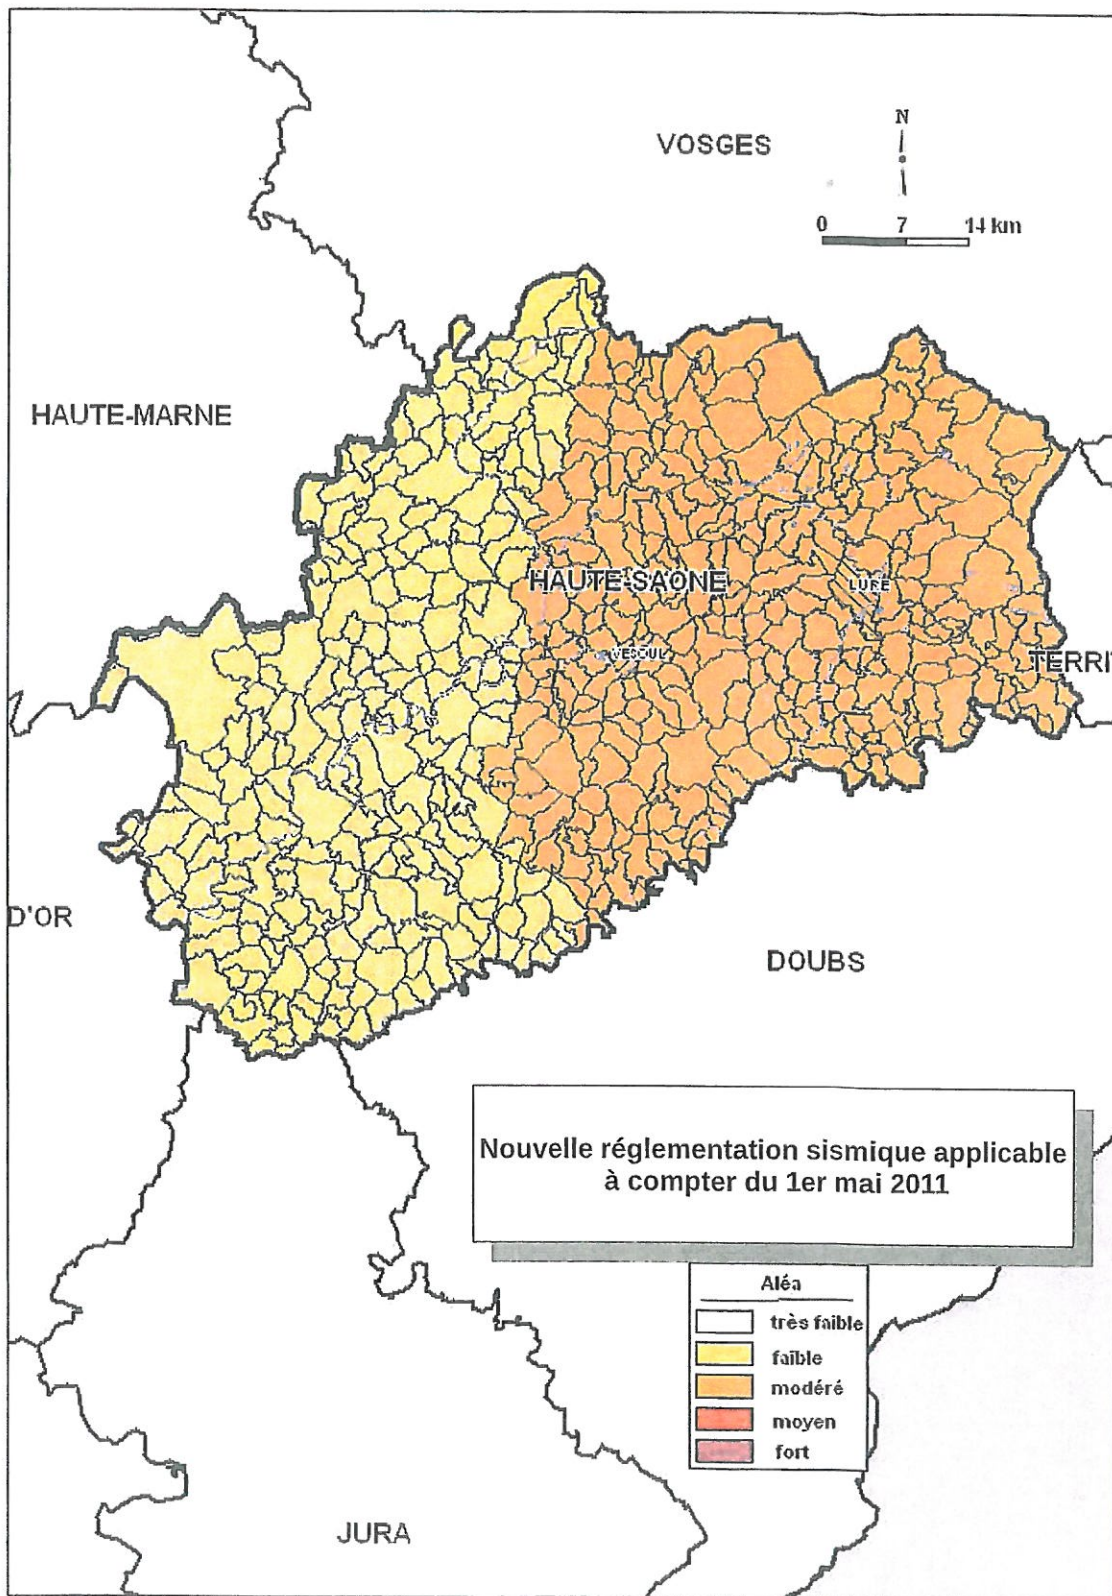 VOSGES
N
0 7 14 km
HAUTE-MARNE
HAUTE-SAONE
LURE
VESOUL
TERRI
D'OR
DOUBS
Nouvelle réglementation sismique applicable
à compter du 1er mai 2011
Aléa
très faible
faible
modéré
moyen
fort
JURA